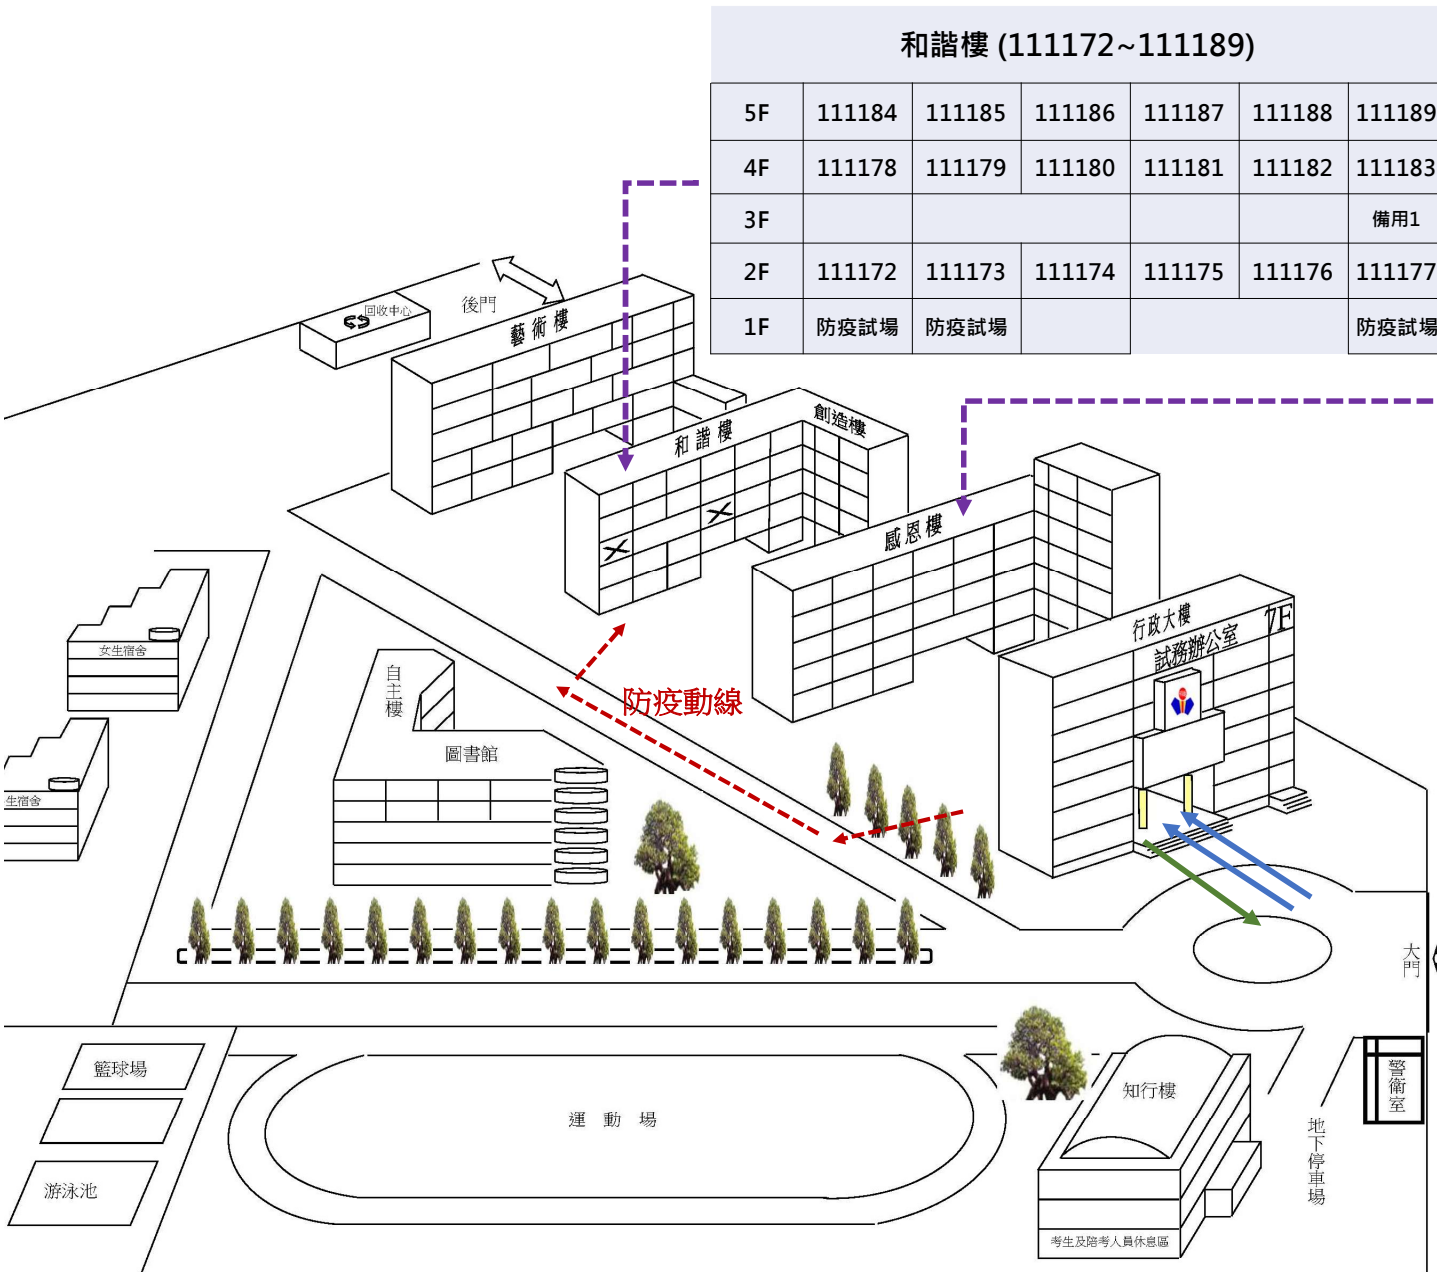 和諧樓 (111172~111189)
5F 111184 111185 111186 111187 111188 111189
4F 111178 111179 111180 111181 111182 111183
3F 備用1
2F 111172 111173 111174 111175 111176 111177
1F 防疫試場 防疫試場 防疫試場
後門
回收中心
藝術樓
和諧樓
創造樓
感恩樓
行政大樓
7F
試務辦公室
女生宿舍
自主樓
防疫動線
圖書館
生宿舍
大門
籃球場
知行樓
警衛室
運動場
地下停車場
游泳池
考生及陪考人員休息區